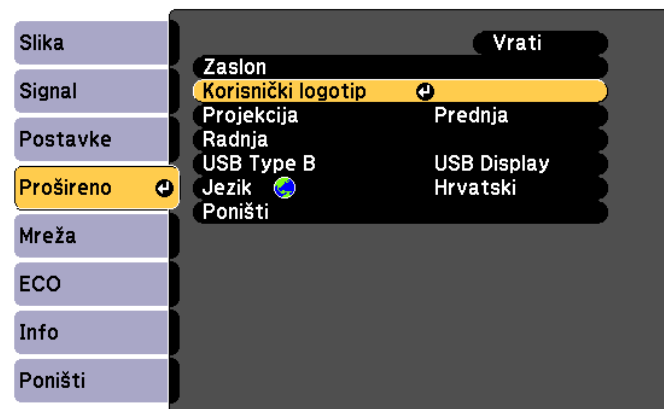 Slika
Signal
Postavke
Prošireno
Mreža
ECO
Info
Poništi
Vrati
Zaslon
Korisnički logotip
Projekcija Prednja
Radnja
USB Type B USB Display
Jezik Hrvatski
Poništi